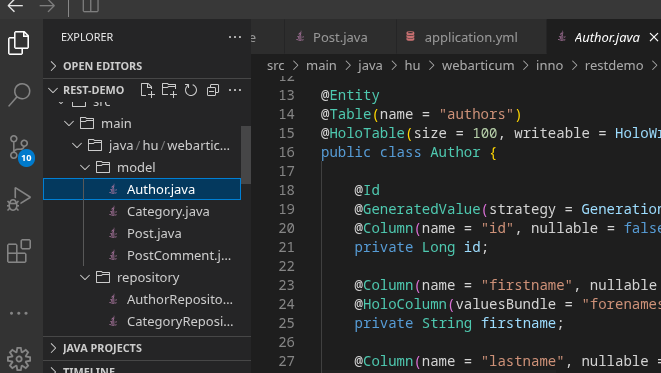 EXPLORER
OPEN EDITORS
REST-DEMO
src
main
java/hu/webartic...
model
Author.java
Category.java
Post.java
PostComment.j...
repository
AuthorReposito...
CategoryReposi...
JAVA PROJECTS
TIMELINE
10
e
Post.java
application.yml
Author.java
src > main > java > hu > webarticum > inno > restdemo >
12
13 @Entity
14 @Table(name = "authors")
15 @HoloTable(size = 100, writeable = HoloWr
16 public class Author {
17
18 @Id
19 @GeneratedValue(strategy = Generation
20 @Column(name = "id", nullable = false
21 private Long id;
22
23 @Column(name = "firstname", nullable
24 @HoloColumn(valuesBundle = "forenames
25 private String firstname;
26
27 @Column(name = "lastname", nullable =